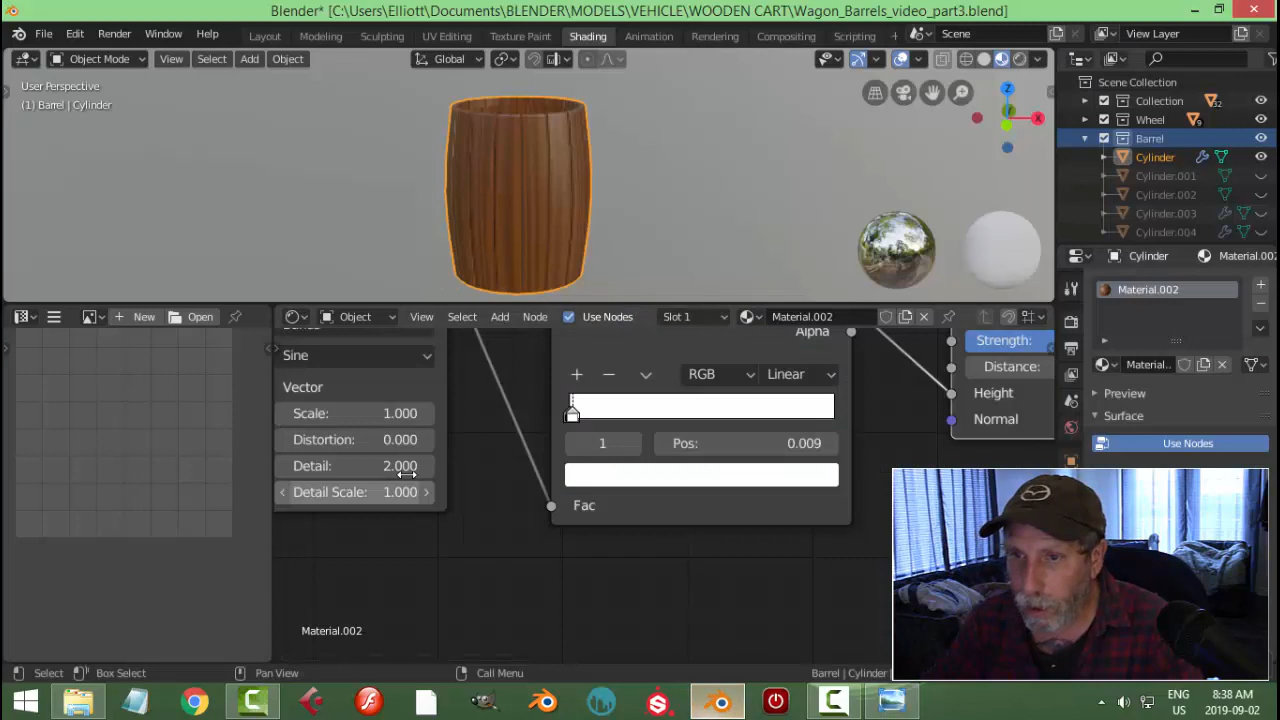 Blender* [C:\Users\Elliott\Documents\BLENDER\MODELS\VEHICLE\WOODEN CART\Wagon_Barrels_video_part3.blend]
File Edit Render Window Help Layout Modeling Sculpting UV Editing Texture Paint Shading Animation Rendering Compositing Scripting + Scene View Layer
Object Mode View Select Add Object Global
User Perspective
(1) Barrel | Cylinder
Z
X
Scene Collection
Collection 32
Wheel 9
Barrel
Cylinder
Cylinder.001
Cylinder.002
Cylinder.003
Cylinder.004
Cylinder Material.002
Material.002
Material..
Preview
Surface
Use Nodes
New Open
Object View Select Add Node Use Nodes Slot 1 Material.002
Sine
Vector
Scale: 1.000
Distortion: 0.000
Detail: 2.000
Detail Scale: 1.000
Alpha
RGB Linear
1 Pos: 0.009
Fac
Strength:
Distance:
Height
Normal
Material.002
Select Box Select Pan View Call Menu Barrel | Cylinder
ENG
US
8:38 AM
2019-09-02